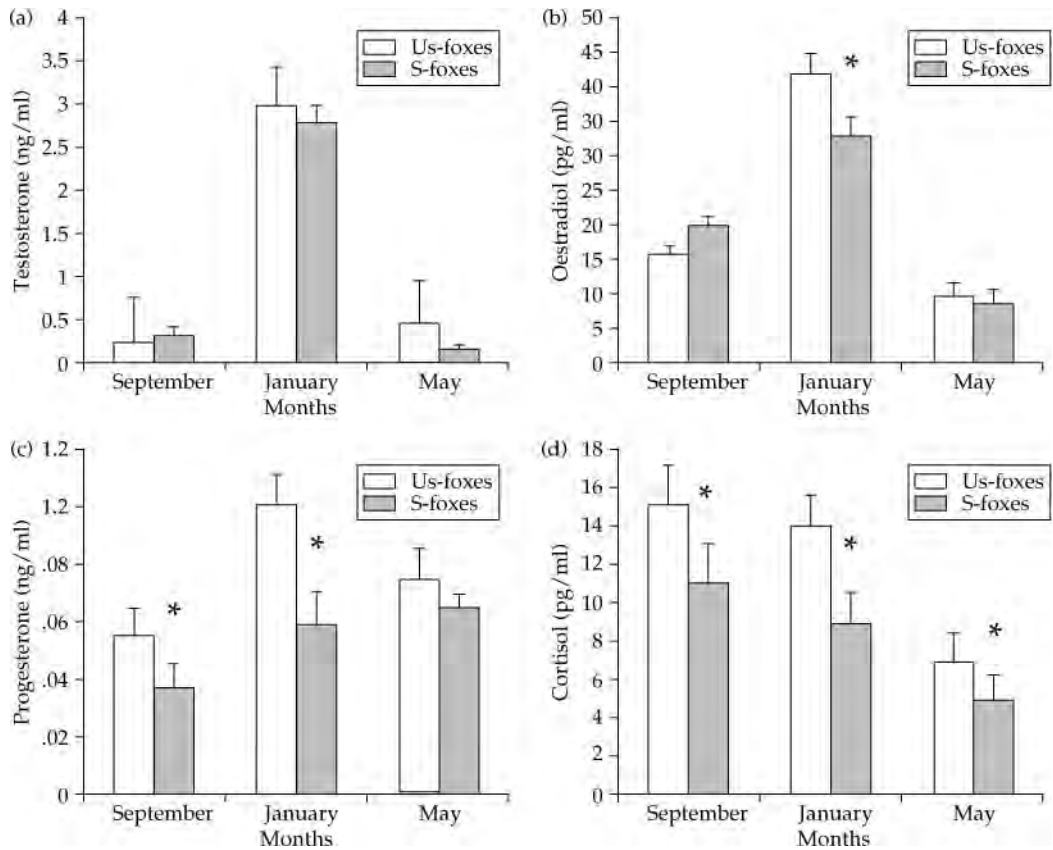 (a)
Testosterone (ng/ml)
4
3.5
3
2.5
2
1.5
1
0.5
0
Us-foxes
S-foxes
September January May
Months
(b)
Oestradiol (pg/ml)
50
45
40
35
30
25
20
15
10
5
0
Us-foxes
S-foxes
*
September January May
Months
(c)
Progesterone (ng/ml)
1.2
1.2
.08
.06
.04
.02
0
Us-foxes
S-foxes
*
*
September January May
Months
(d)
Cortisol (pg/ml)
18
16
14
12
10
8
6
4
2
0
Us-foxes
S-foxes
*
*
*
September January May
Months